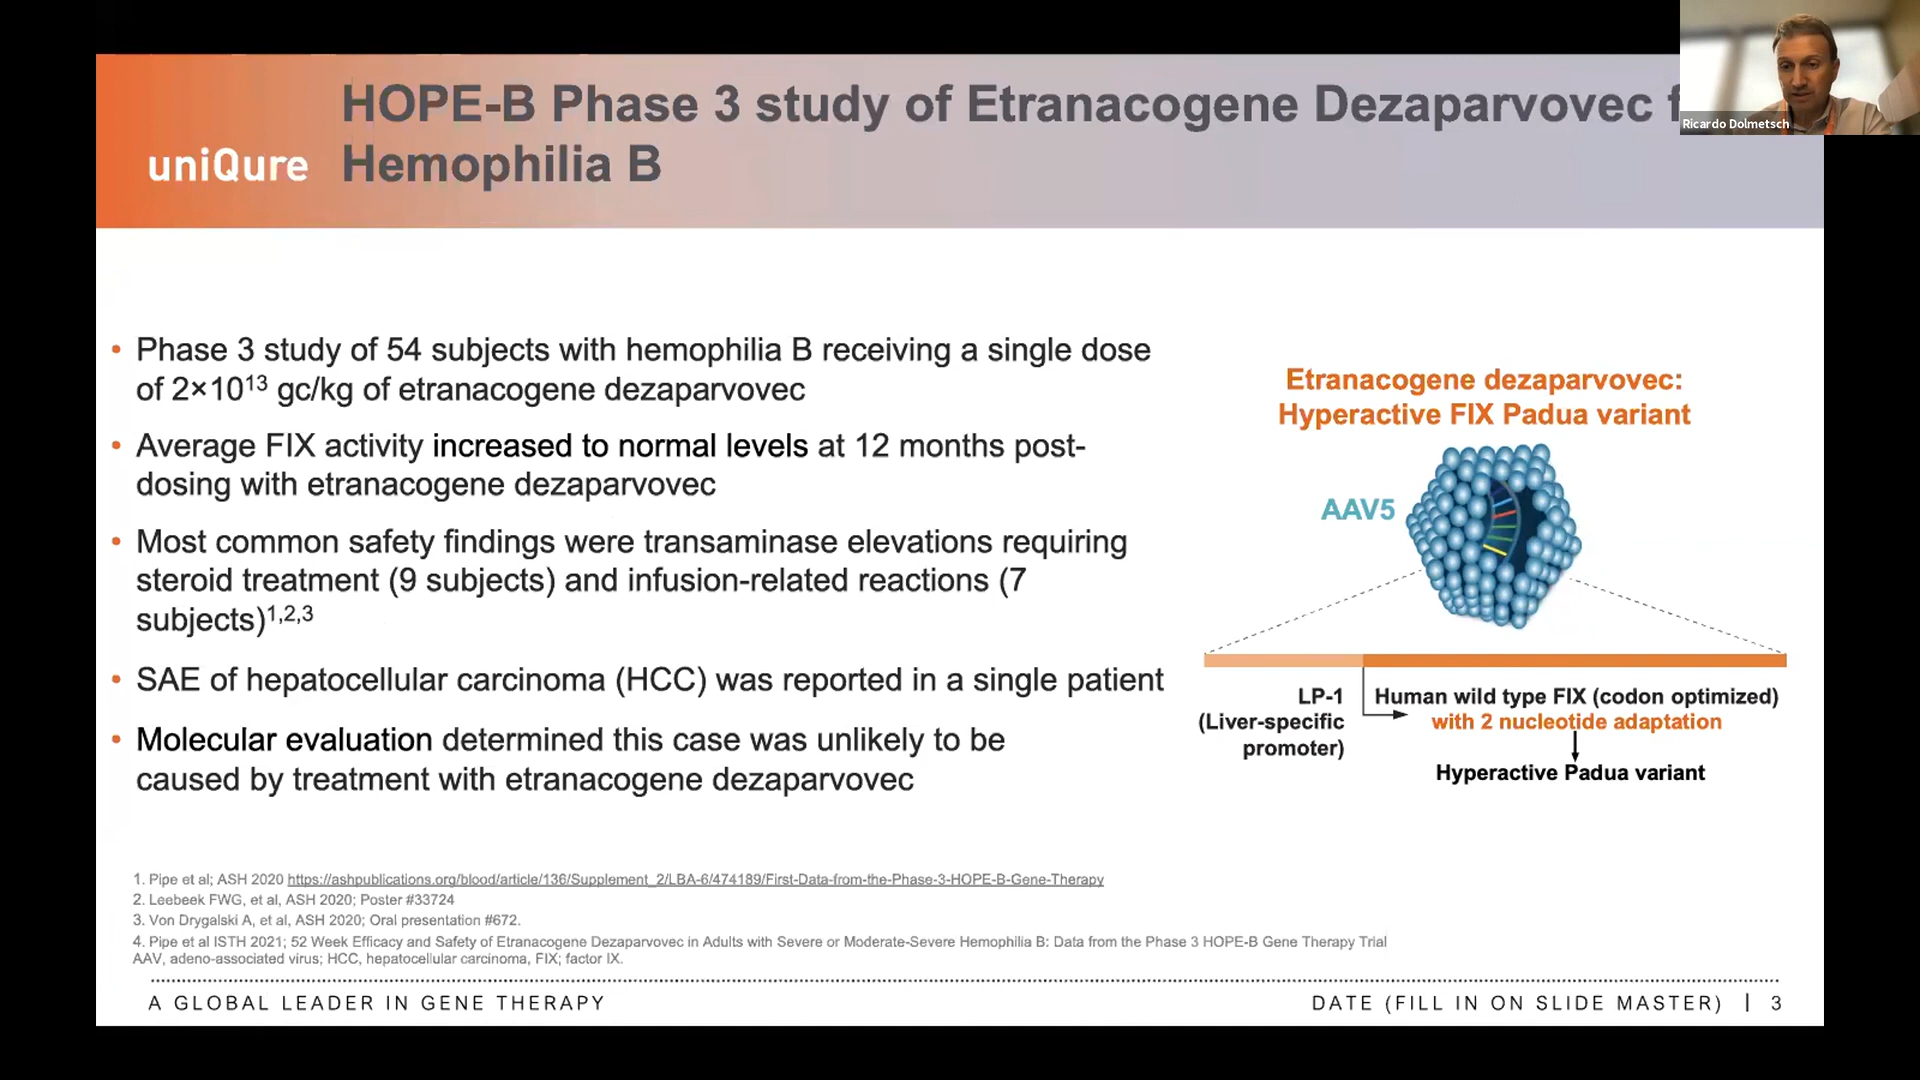 HOPE-B Phase 3 study of Etranacogene Dezaparvovec
Hemophilia B
uniQure
Ricardo Dolmetsch
• Phase 3 study of 54 subjects with hemophilia B receiving a single dose
of 2×10¹³ gc/kg of etranacogene dezaparvovec
• Average FIX activity increased to normal levels at 12 months post-
dosing with etranacogene dezaparvovec
• Most common safety findings were transaminase elevations requiring
steroid treatment (9 subjects) and infusion-related reactions (7
subjects)¹,²,³
• SAE of hepatocellular carcinoma (HCC) was reported in a single patient
• Molecular evaluation determined this case was unlikely to be
caused by treatment with etranacogene dezaparvovec
Etranacogene dezaparvovec:
Hyperactive FIX Padua variant
AAV5
LP-1
(Liver-specific
promoter)
Human wild type FIX (codon optimized)
with 2 nucleotide adaptation
Hyperactive Padua variant
1. Pipe et al; ASH 2020 https://ashpublications.org/blood/article/136/Supplement_2/LBA-6/474189/First-Data-from-the-Phase-3-HOPE-B-Gene-Therapy
2. Leebeek FWG, et al, ASH 2020; Poster #33724
3. Von Drygalski A, et al, ASH 2020; Oral presentation #672.
4. Pipe et al ISTH 2021; 52 Week Efficacy and Safety of Etranacogene Dezaparvovec in Adults with Severe or Moderate-Severe Hemophilia B: Data from the Phase 3 HOPE-B Gene Therapy Trial
AAV, adeno-associated virus; HCC, hepatocellular carcinoma, FIX; factor IX.
A GLOBAL LEADER IN GENE THERAPY
DATE (FILL IN ON SLIDE MASTER) | 3